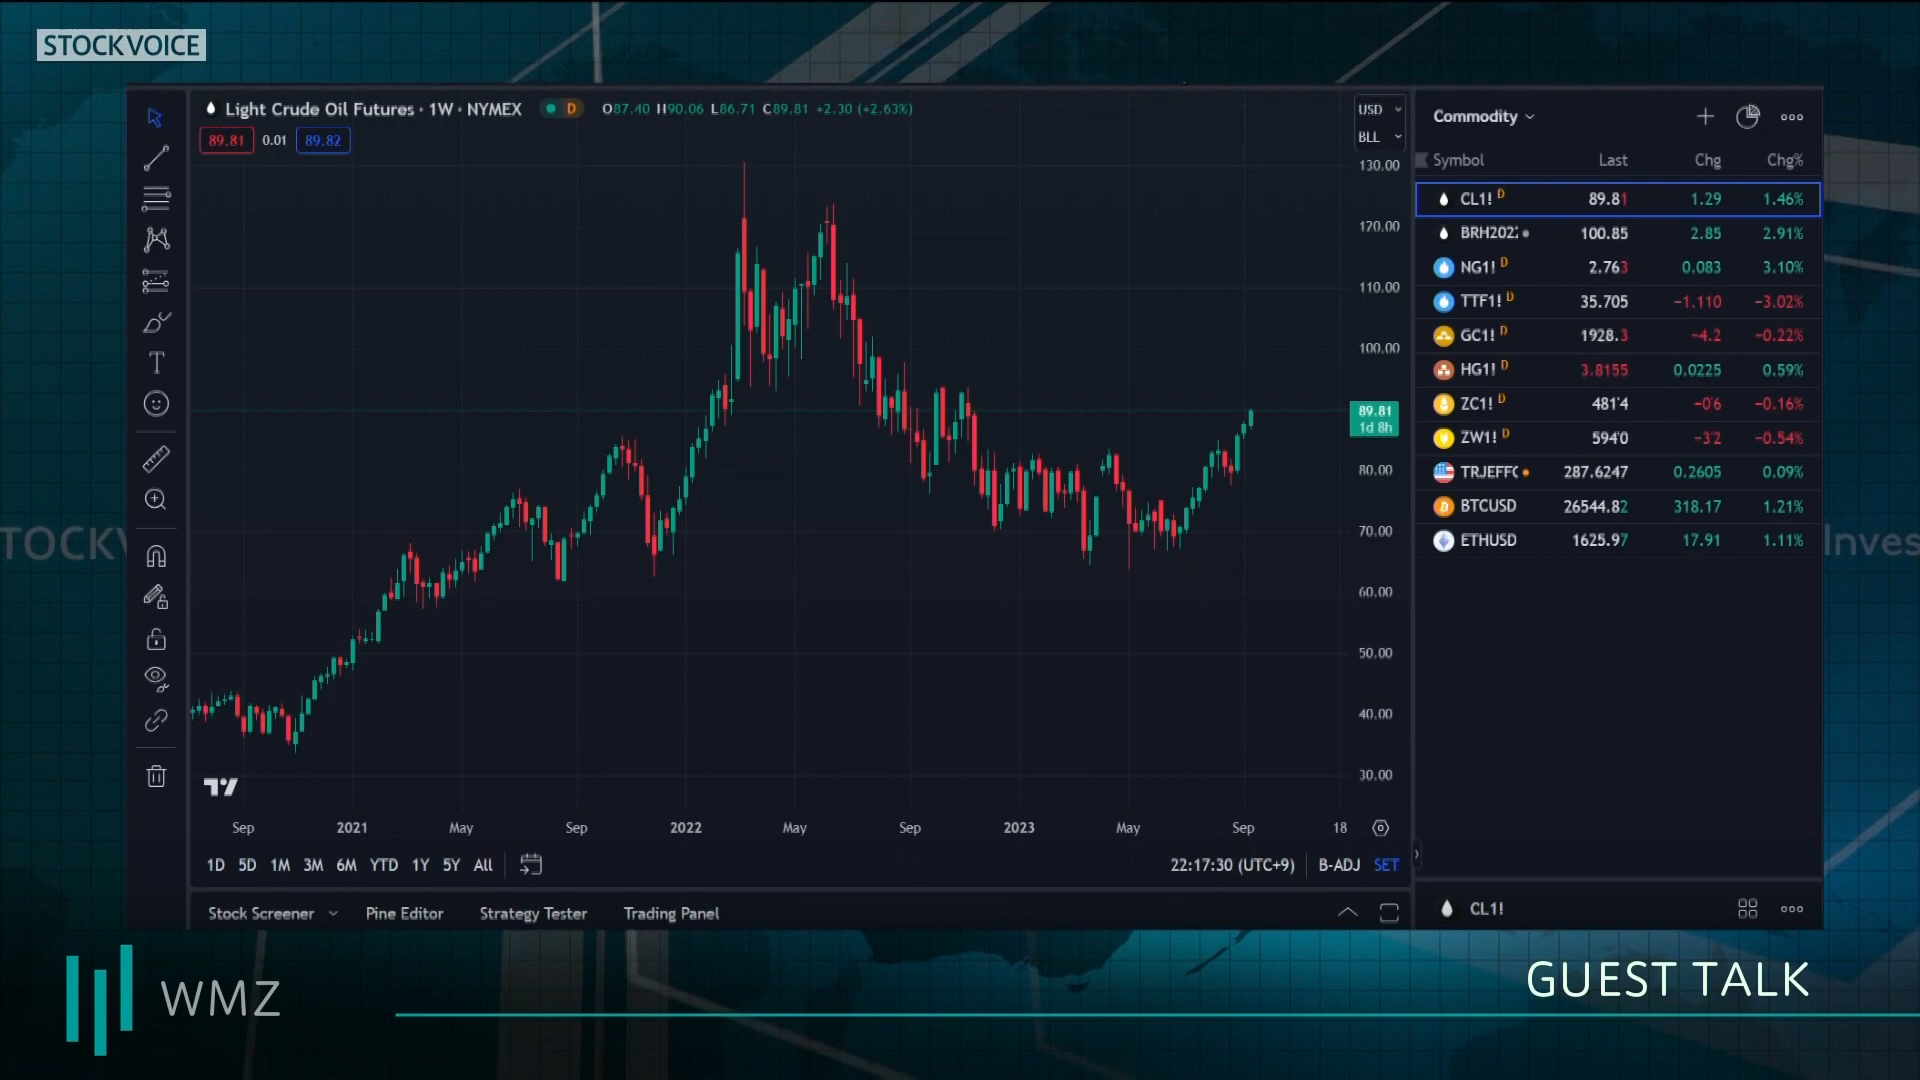 STOCKVOICE
Light Crude Oil Futures · 1W · NYMEX D O87.40 H90.06 L86.71 C89.81 +2.30 (+2.63%)
89.81 0.01 89.82
USD
BLL
130.00
120.00
110.00
100.00
89.81
1d 8h
80.00
70.00
60.00
50.00
40.00
30.00
Sep 2021 May Sep 2022 May Sep 2023 May Sep 18
1D 5D 1M 3M 6M YTD 1Y 5Y All 22:17:30 (UTC+9) B-ADJ SET
Stock Screener Pine Editor Strategy Tester Trading Panel
Commodity
Symbol Last Chg Chg%
CL1! D 89.81 1.29 1.46%
BRH2022 100.85 2.85 2.91%
NG1! D 2.763 0.083 3.10%
TTF1! D 35.705 −1.110 −3.02%
GC1! D 1928.3 −4.2 −0.22%
HG1! D 3.8155 0.0225 0.59%
ZC1! D 481'4 −0'6 −0.16%
ZW1! D 594'0 −3'2 −0.54%
TRJEFFC 287.6247 0.2605 0.09%
BTCUSD 26544.82 318.17 1.21%
ETHUSD 1625.97 17.91 1.11%
CL1!
TOCKV
Inves
WMZ
GUEST TALK